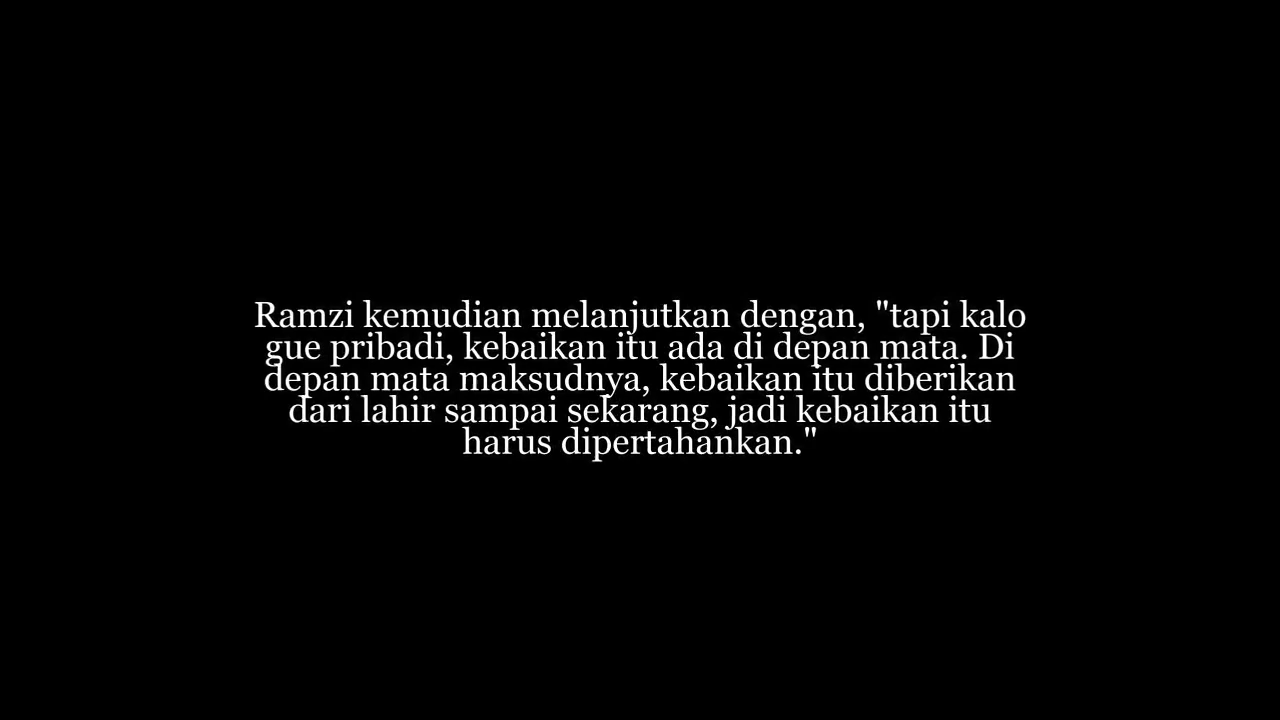 Ramzi kemudian melanjutkan dengan, "tapi kalo
gue pribadi, kebaikan itu ada di depan mata. Di
depan mata maksudnya, kebaikan itu diberikan
dari lahir sampai sekarang, jadi kebaikan itu
harus dipertahankan."